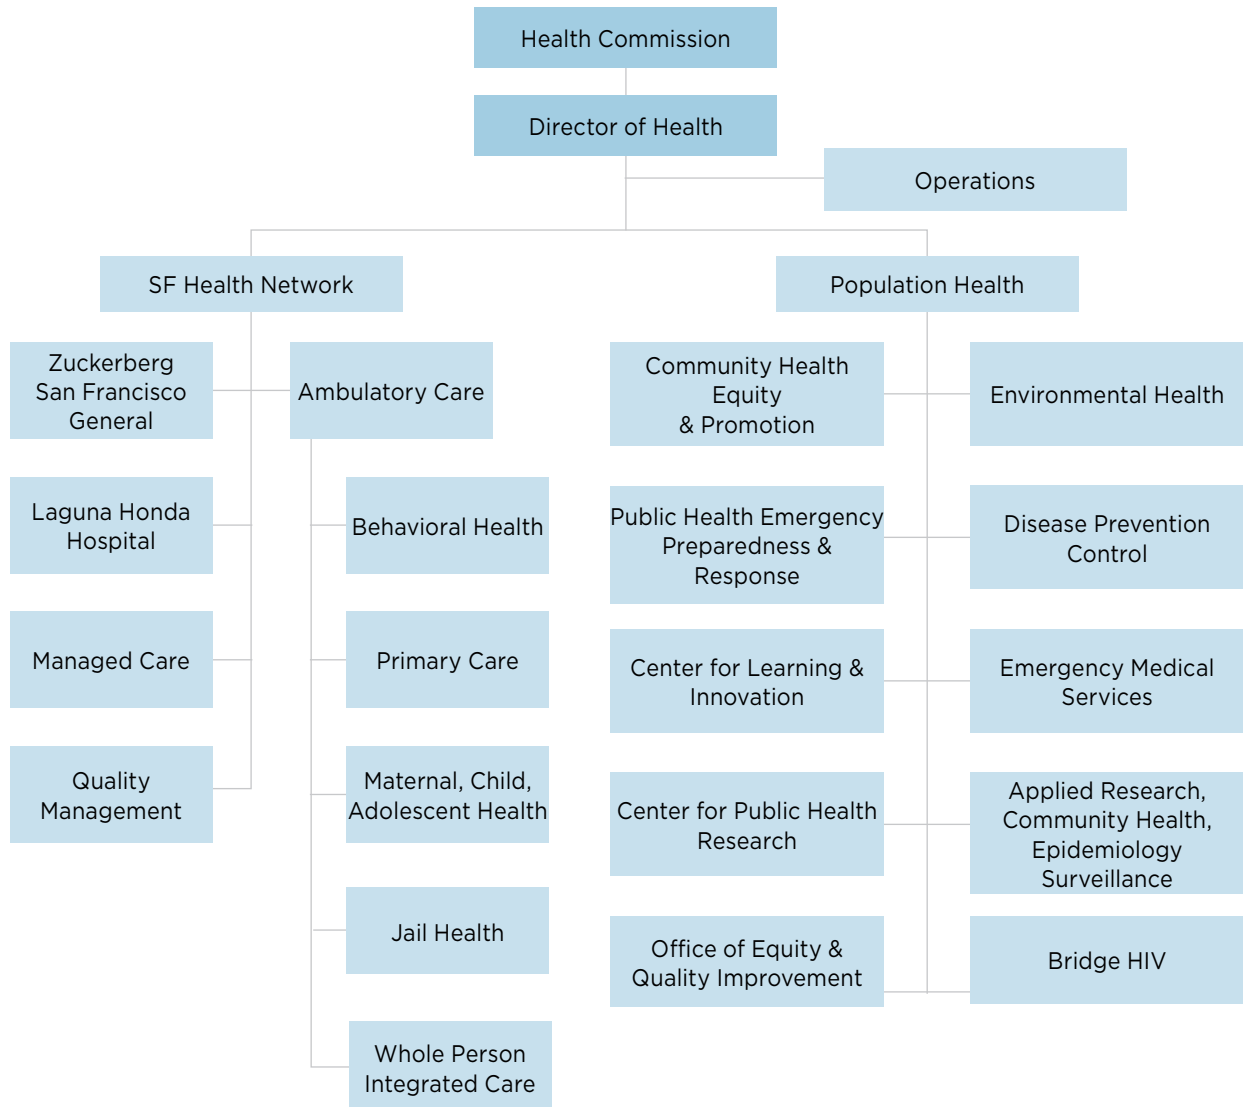 Health Commission
Director of Health
Operations
SF Health Network
Population Health
Zuckerberg
San Francisco
General
Ambulatory Care
Laguna Honda
Hospital
Behavioral Health
Managed Care
Primary Care
Quality
Management
Maternal, Child,
Adolescent Health
Jail Health
Whole Person
Integrated Care
Community Health
Equity
& Promotion
Environmental Health
Public Health Emergency
Preparedness &
Response
Disease Prevention
Control
Center for Learning &
Innovation
Emergency Medical
Services
Center for Public Health
Research
Applied Research,
Community Health,
Epidemiology
Surveillance
Office of Equity &
Quality Improvement
Bridge HIV